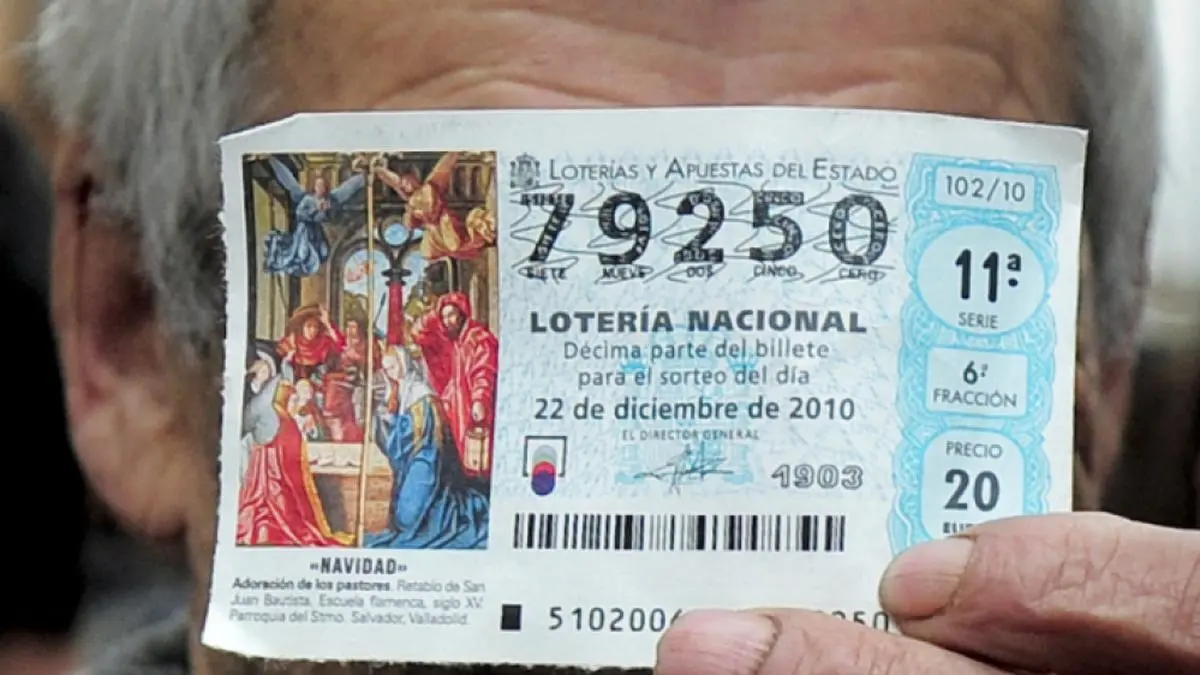 LOTERÍAS Y APUESTAS DEL ESTADO
79250
SIETE NUEVE DOS CINCO CERO
LOTERÍA NACIONAL
Décima parte del billete
para el sorteo del día
22 de diciembre de 2010
EL DIRECTOR GENERAL
1903
102/10
11ª
SERIE
6ª
FRACCIÓN
PRECIO
20
«NAVIDAD»
Adoración de los pastores. Retablo de San
Juan Bautista. Escuela flamenca, siglo XV.
Parroquia del Stmo. Salvador, Valladolid.